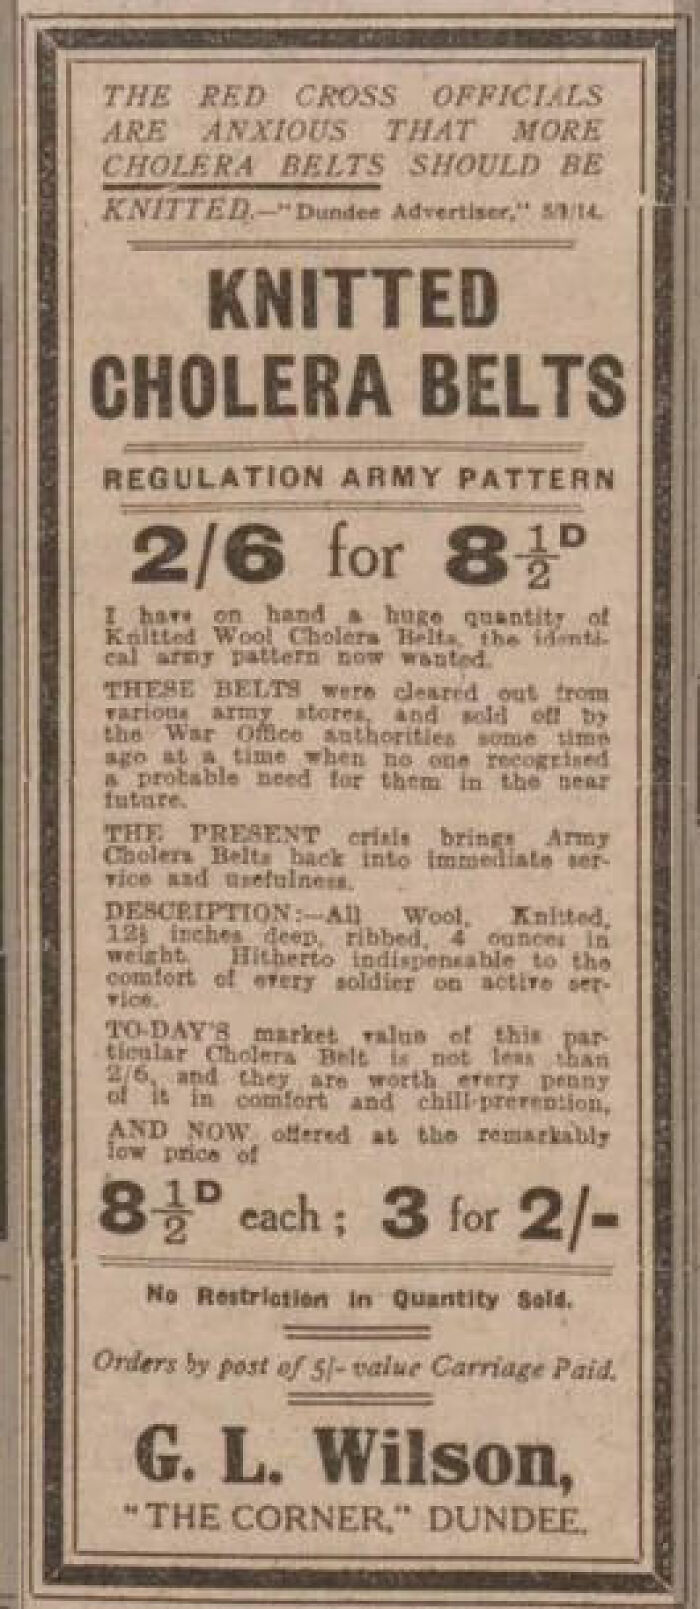 THE RED CROSS OFFICIALS
ARE ANXIOUS THAT MORE
CHOLERA BELTS SHOULD BE
KNITTED.—"Dundee Advertiser,"
KNITTED
CHOLERA BELTS
REGULATION ARMY PATTERN
2/6 for 8½D
I have on hand a huge quantity of
Knitted Wool Cholera Belts, the identi-
cal army pattern now wanted.
THESE BELTS were cleared out from
various army stores, and sold off by
the War Office authorities some time
ago at a time when no one recognised
a probable need for them in the near
future.
THE PRESENT crisis brings Army
Cholera Belts back into immediate ser-
vice and usefulness.
DESCRIPTION:—All Wool, Knitted,
inches deep, ribbed, 4 ounces in
weight. Hitherto indispensable to the
comfort of every soldier on active ser-
vice.
TO-DAY'S market value of this par-
ticular Cholera Belt is not less than
2/6, and they are worth every penny
of it in comfort and chill-prevention,
AND NOW offered at the remarkably
low price of
8½D each; 3 for 2/-
No Restriction in Quantity Sold.
Orders by post of 5/- value Carriage Paid.
G. L. Wilson,
"THE CORNER," DUNDEE.